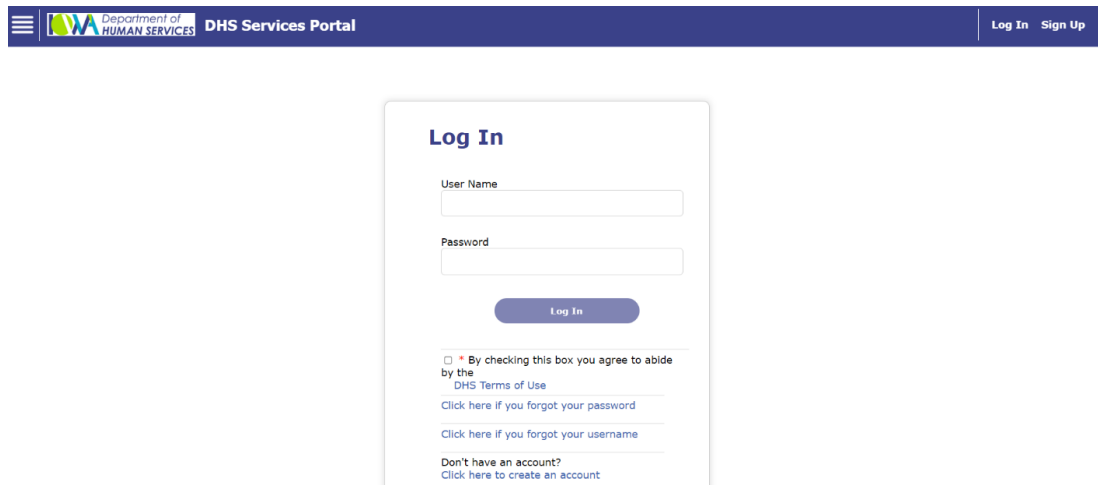 IOWA Department of
HUMAN SERVICES
DHS Services Portal
Log In Sign Up
Log In
User Name
Password
Log In
* By checking this box you agree to abide
by the
DHS Terms of Use
Click here if you forgot your password
Click here if you forgot your username
Don't have an account?
Click here to create an account